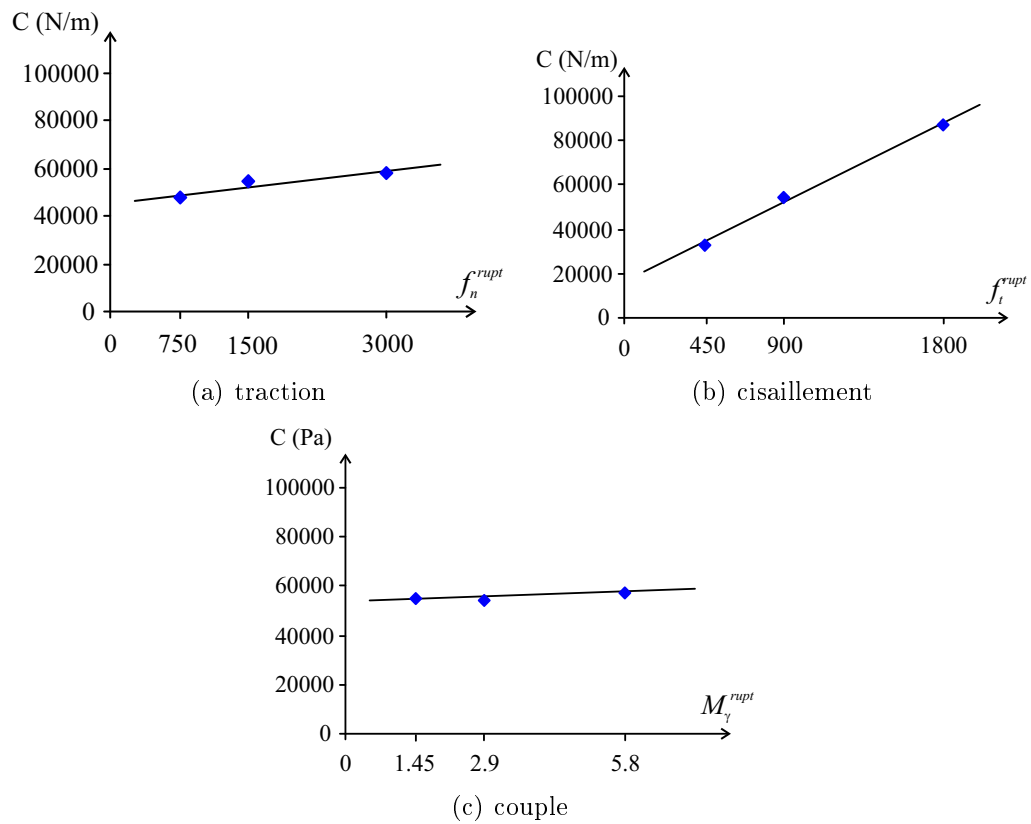 C (N/m)
100000
80000
60000
40000
20000
0
0 750 1500 3000
f_n^{rupt}
(a) traction
C (N/m)
100000
80000
60000
40000
20000
0
0 450 900 1800
f_t^{rupt}
(b) cisaillement
C (Pa)
100000
80000
60000
40000
20000
0
0 1.45 2.9 5.8
M_γ^{rupt}
(c) couple